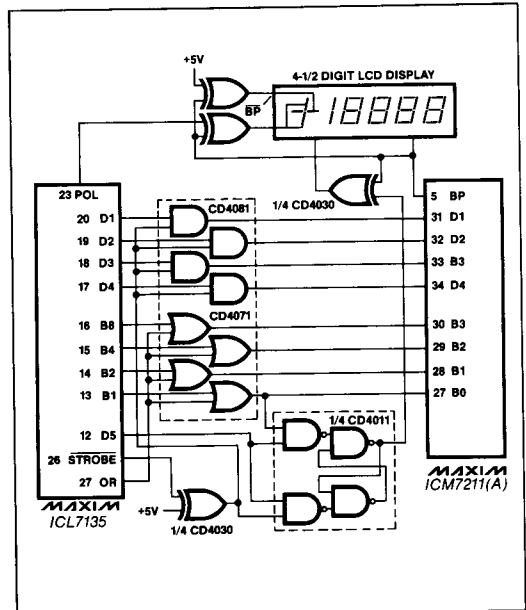 +5V
4-1/2 DIGIT LCD DISPLAY
BP
18888
1/4 CD4030
23 POL
CD4081
5 BP
20 D1
31 D1
19 D2
32 D2
18 D3
33 B3
17 D4
34 D4
CD4071
16 B8
30 B3
15 B4
29 B2
14 B2
28 B1
13 B1
27 B0
12 D5
1/4 CD4011
26 STROBE
27 OR
MAXIM
ICL7135
+5V
1/4 CD4030
MAXIM
ICM7211(A)